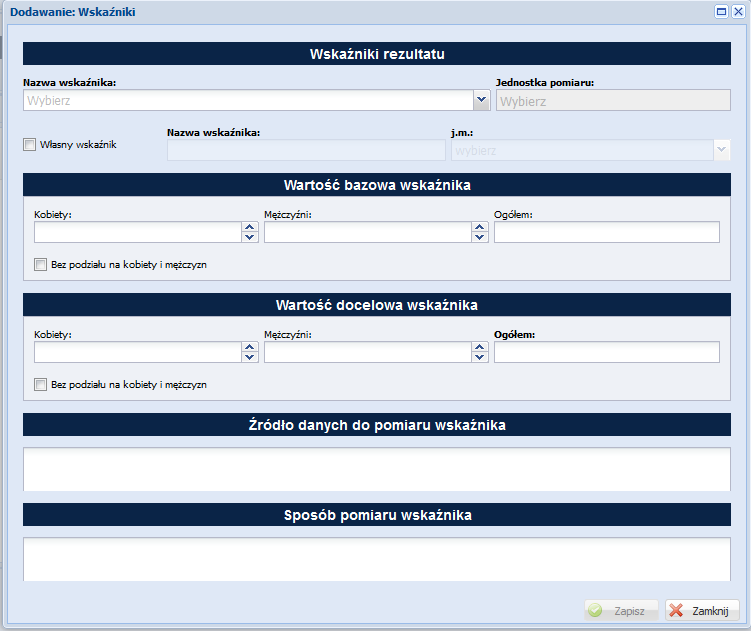 Dodawanie: Wskaźniki
Wskaźniki rezultatu
Nazwa wskaźnika: Jednostka pomiaru:
Wybierz Wybierz
Nazwa wskaźnika: j.m.:
Własny wskaźnik wybierz
Wartość bazowa wskaźnika
Kobiety: Mężczyźni: Ogółem:
Bez podziału na kobiety i mężczyzn
Wartość docelowa wskaźnika
Kobiety: Mężczyźni: Ogółem:
Bez podziału na kobiety i mężczyzn
Źródło danych do pomiaru wskaźnika
Sposób pomiaru wskaźnika
Zapisz Zamknij